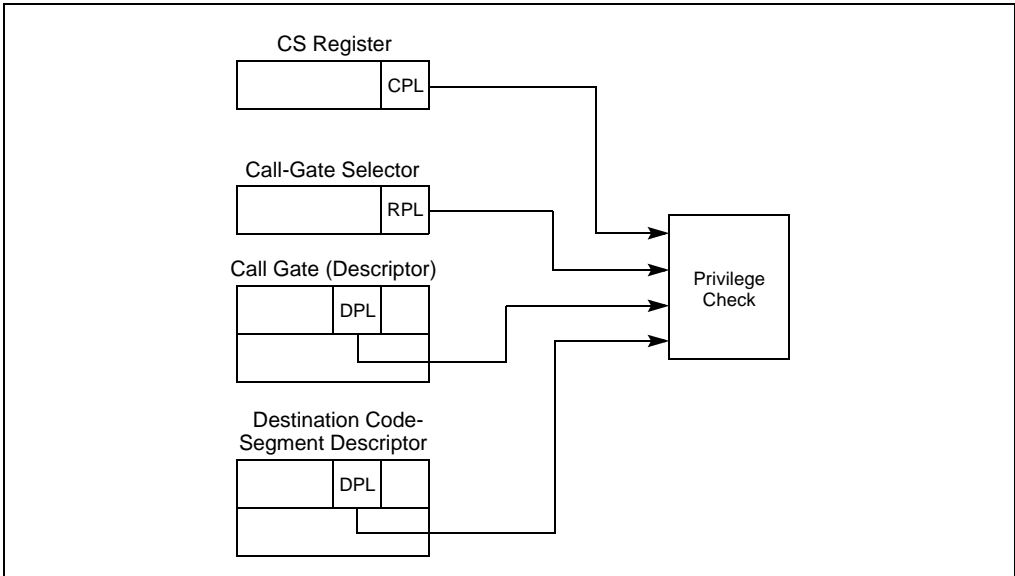 CS Register
CPL
Call-Gate Selector
RPL
Call Gate (Descriptor)
DPL
Privilege
Check
Destination Code-
Segment Descriptor
DPL